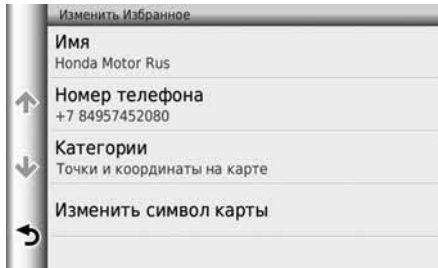 Изменить Избранное
Имя
Honda Motor Rus
Номер телефона
+7 84957452080
Категории
Точки и координаты на карте
Изменить символ карты